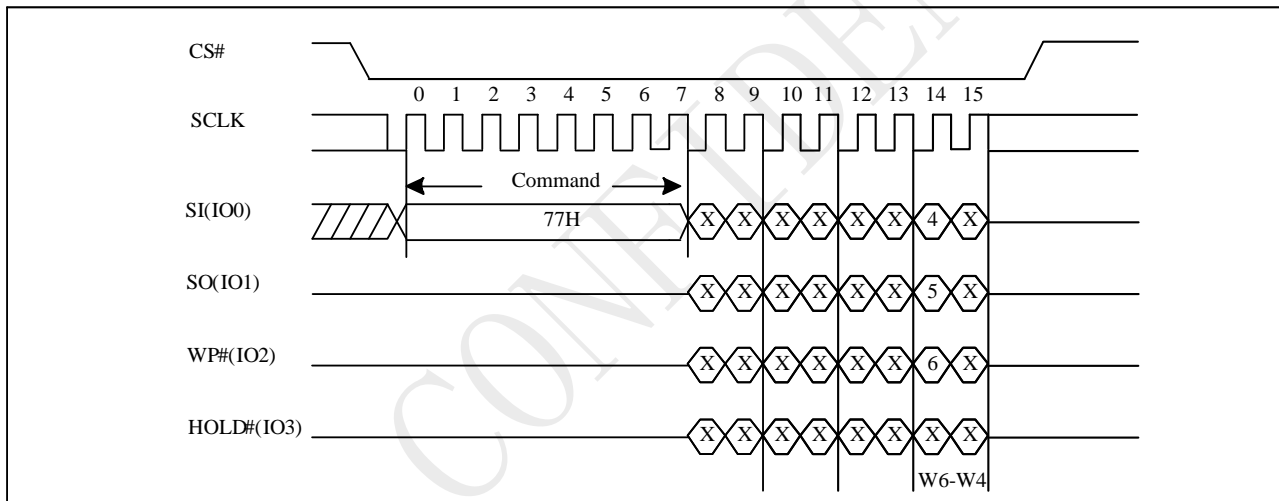 CS#
0 1 2 3 4 5 6 7 8 9 10 11 12 13 14 15
SCLK
Command
SI(IO0) 77H X X X X X X 4 X
SO(IO1) X X X X X X 5 X
WP#(IO2) X X X X X X 6 X
HOLD#(IO3) X X X X X X X X
W6-W4